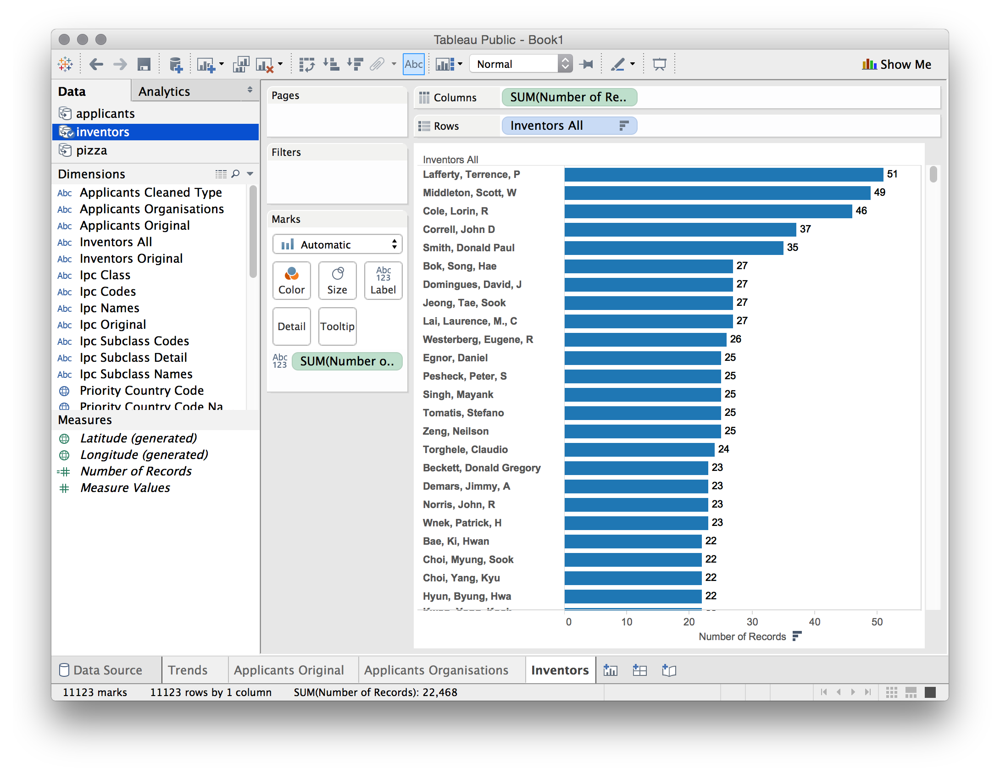 Tableau Public - Book1
Abc
Normal
Show Me
Data
Analytics
applicants
inventors
pizza
Dimensions
Abc Applicants Cleaned Type
Abc Applicants Organisations
Abc Applicants Original
Abc Inventors All
Abc Inventors Original
Abc Ipc Class
Abc Ipc Codes
Abc Ipc Names
Abc Ipc Original
Abc Ipc Subclass Codes
Abc Ipc Subclass Detail
Abc Ipc Subclass Names
Priority Country Code
Priority Country Code Na
Measures
Latitude (generated)
Longitude (generated)
=# Number of Records
# Measure Values
Pages
Filters
Marks
Automatic
Color
Size
Abc
123
Label
Detail
Tooltip
Abc
123
SUM(Number o..
Columns
SUM(Number of Re..
Rows
Inventors All
Inventors All
Lafferty, Terrence, P 51
Middleton, Scott, W 49
Cole, Lorin, R 46
Correll, John D 37
Smith, Donald Paul 35
Bok, Song, Hae 27
Domingues, David, J 27
Jeong, Tae, Sook 27
Lai, Laurence, M., C 27
Westerberg, Eugene, R 26
Egnor, Daniel 25
Pesheck, Peter, S 25
Singh, Mayank 25
Tomatis, Stefano 25
Zeng, Neilson 25
Torghele, Claudio 24
Beckett, Donald Gregory 23
Demars, Jimmy, A 23
Norris, John, R 23
Wnek, Patrick, H 23
Bae, Ki, Hwan 22
Choi, Myung, Sook 22
Choi, Yang, Kyu 22
Hyun, Byung, Hwa 22
0 10 20 30 40 50
Number of Records
Data Source
Trends
Applicants Original
Applicants Organisations
Inventors
11123 marks
11123 rows by 1 column
SUM(Number of Records): 22,468